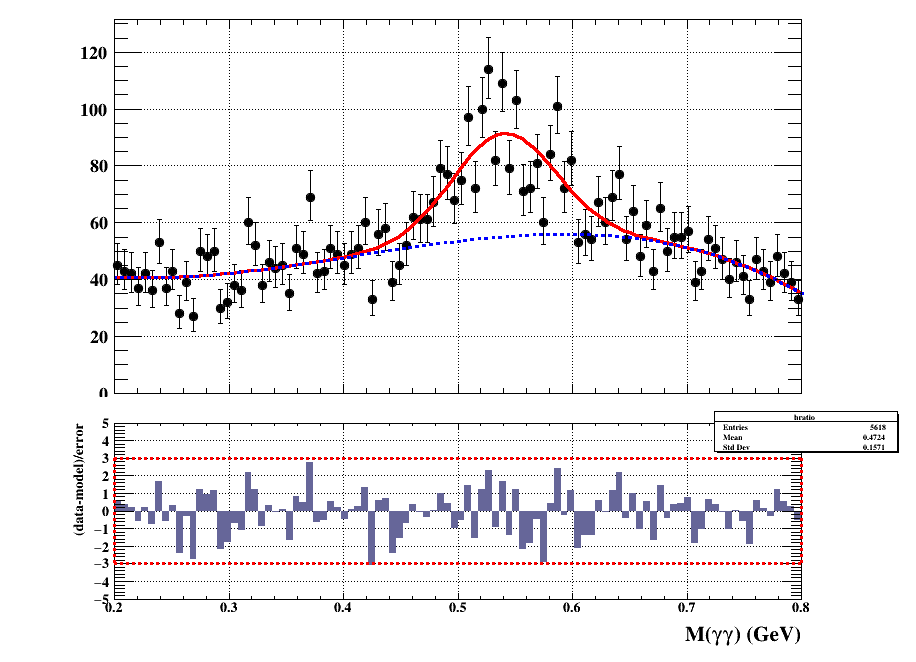 120
100
80
60
40
20
0
hratio
Entries 5618
Mean 0.4724
Std Dev 0.1571
(data-model)/error
5
4
3
2
1
0
−1
−2
−3
−4
−5
0.2 0.3 0.4 0.5 0.6 0.7 0.8
M(γγ) (GeV)